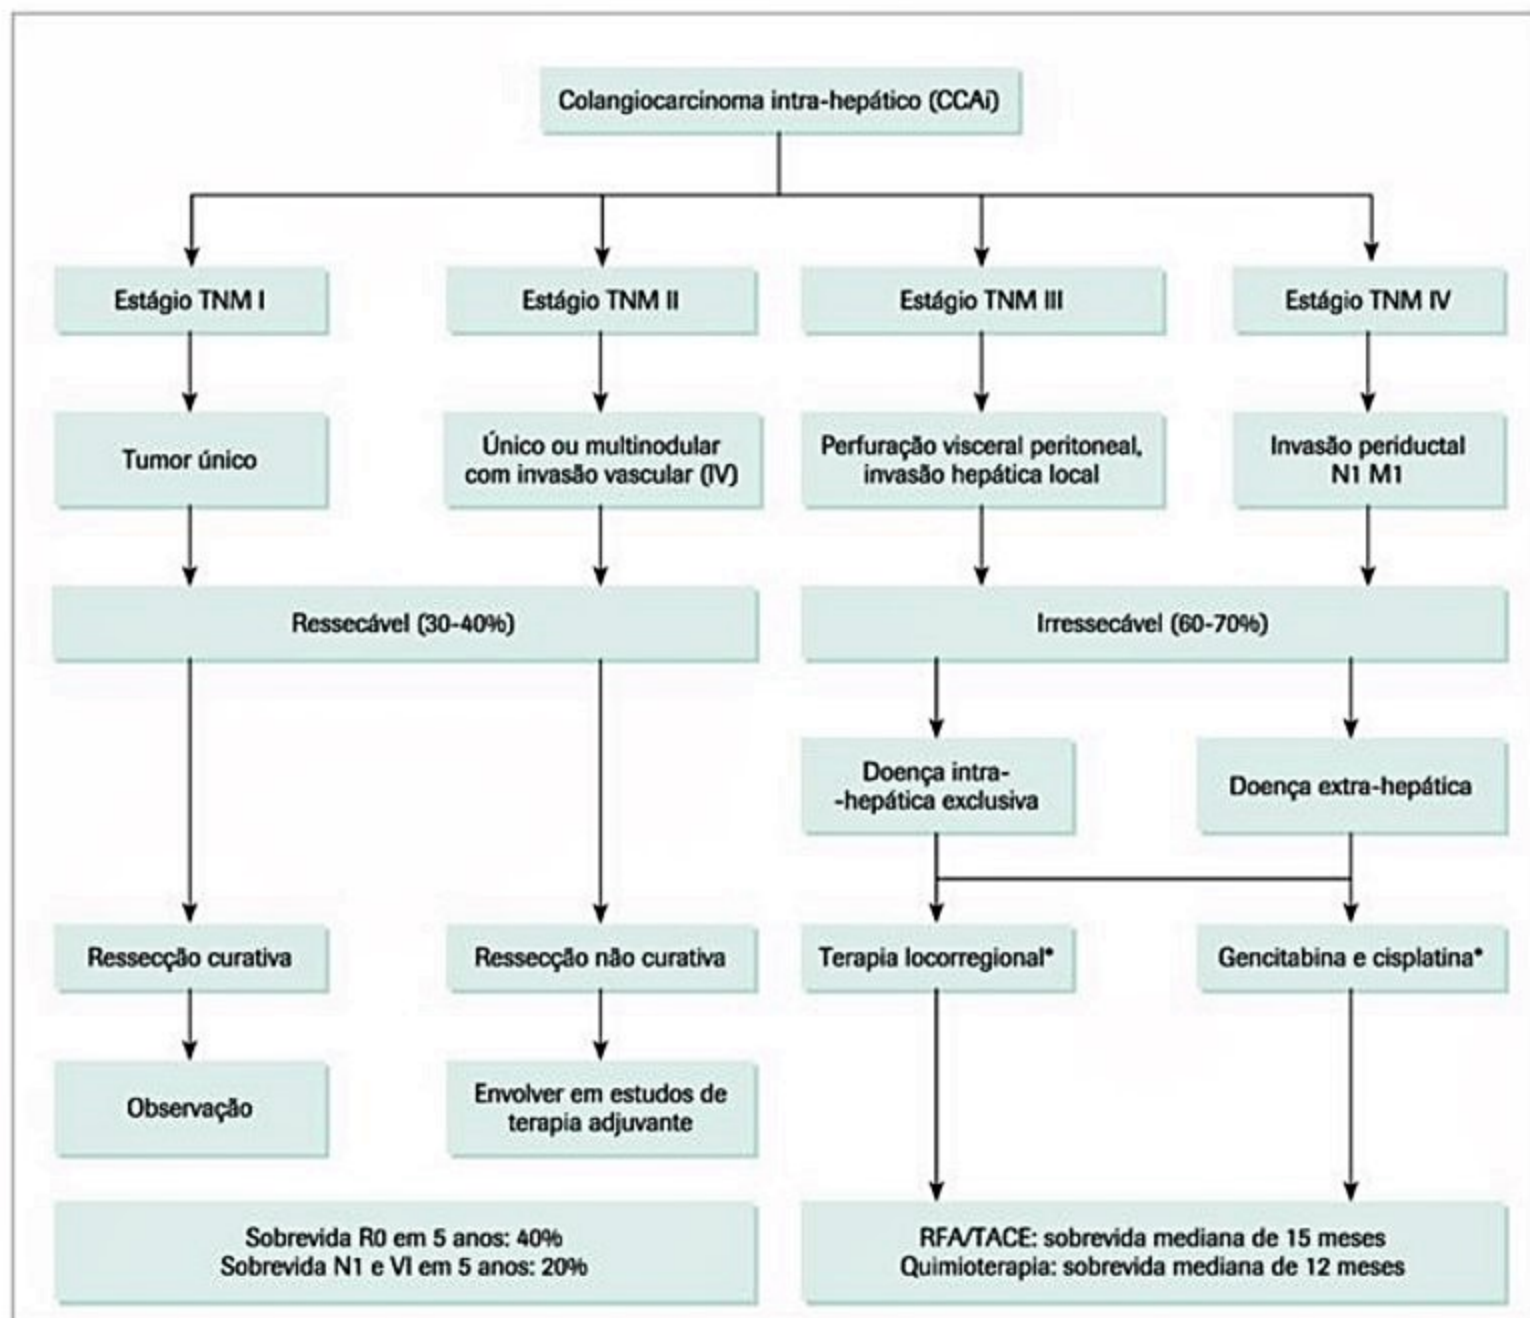 Colangiocarcinoma intra-hepático (CCAi)
Estágio TNM I
Estágio TNM II
Estágio TNM III
Estágio TNM IV
Tumor único
Único ou multinodular
com invasão vascular (IV)
Perfuração visceral peritoneal,
invasão hepática local
Invasão periductal
N1 M1
Ressecável (30-40%)
Irressecável (60-70%)
Doença intra-
-hepática exclusiva
Doença extra-hepática
Ressecção curativa
Ressecção não curativa
Terapia locorregional*
Gencitabina e cisplatina*
Observação
Envolver em estudos de
terapia adjuvante
Sobrevida R0 em 5 anos: 40%
Sobrevida N1 e VI em 5 anos: 20%
RFA/TACE: sobrevida mediana de 15 meses
Quimioterapia: sobrevida mediana de 12 meses